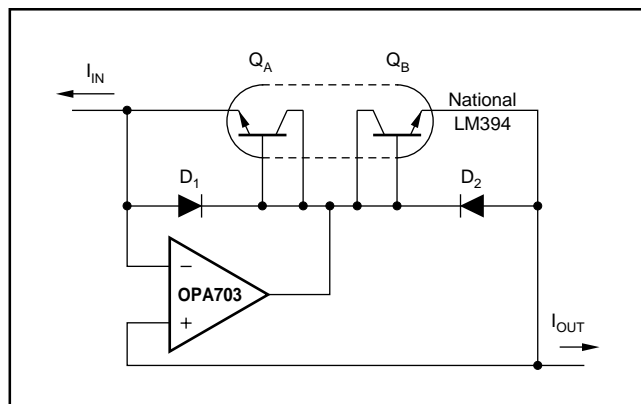 I_IN
Q_A
Q_B
National
LM394
D_1
D_2
−
OPA703
+
I_OUT